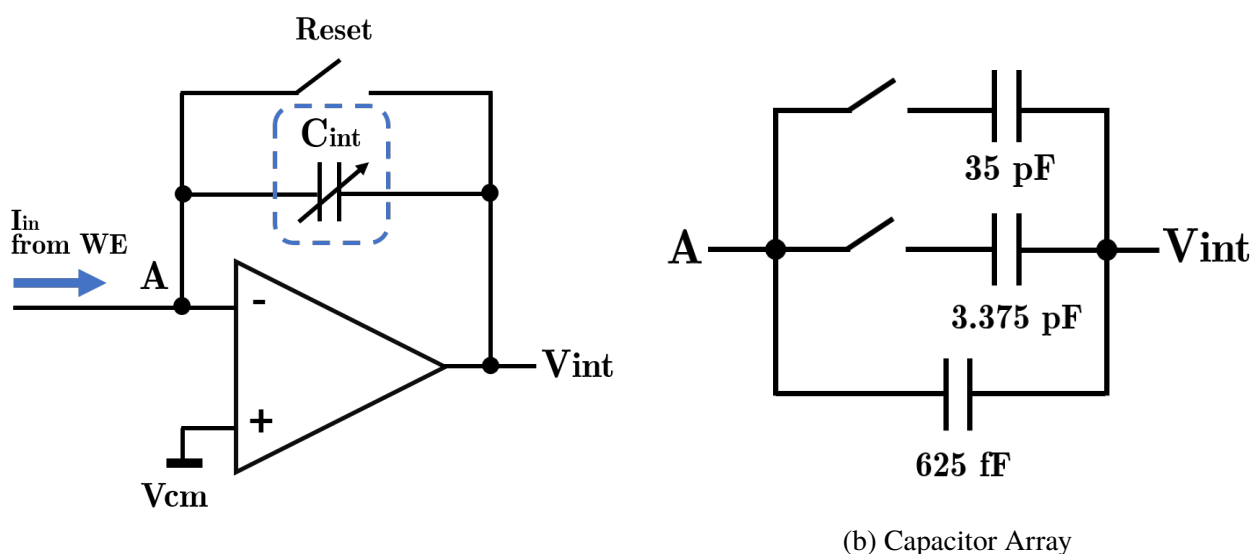 Reset
Cint
Iin
from WE
A
-
+
Vcm
Vint
35 pF
A
Vint
3.375 pF
625 fF
(b) Capacitor Array